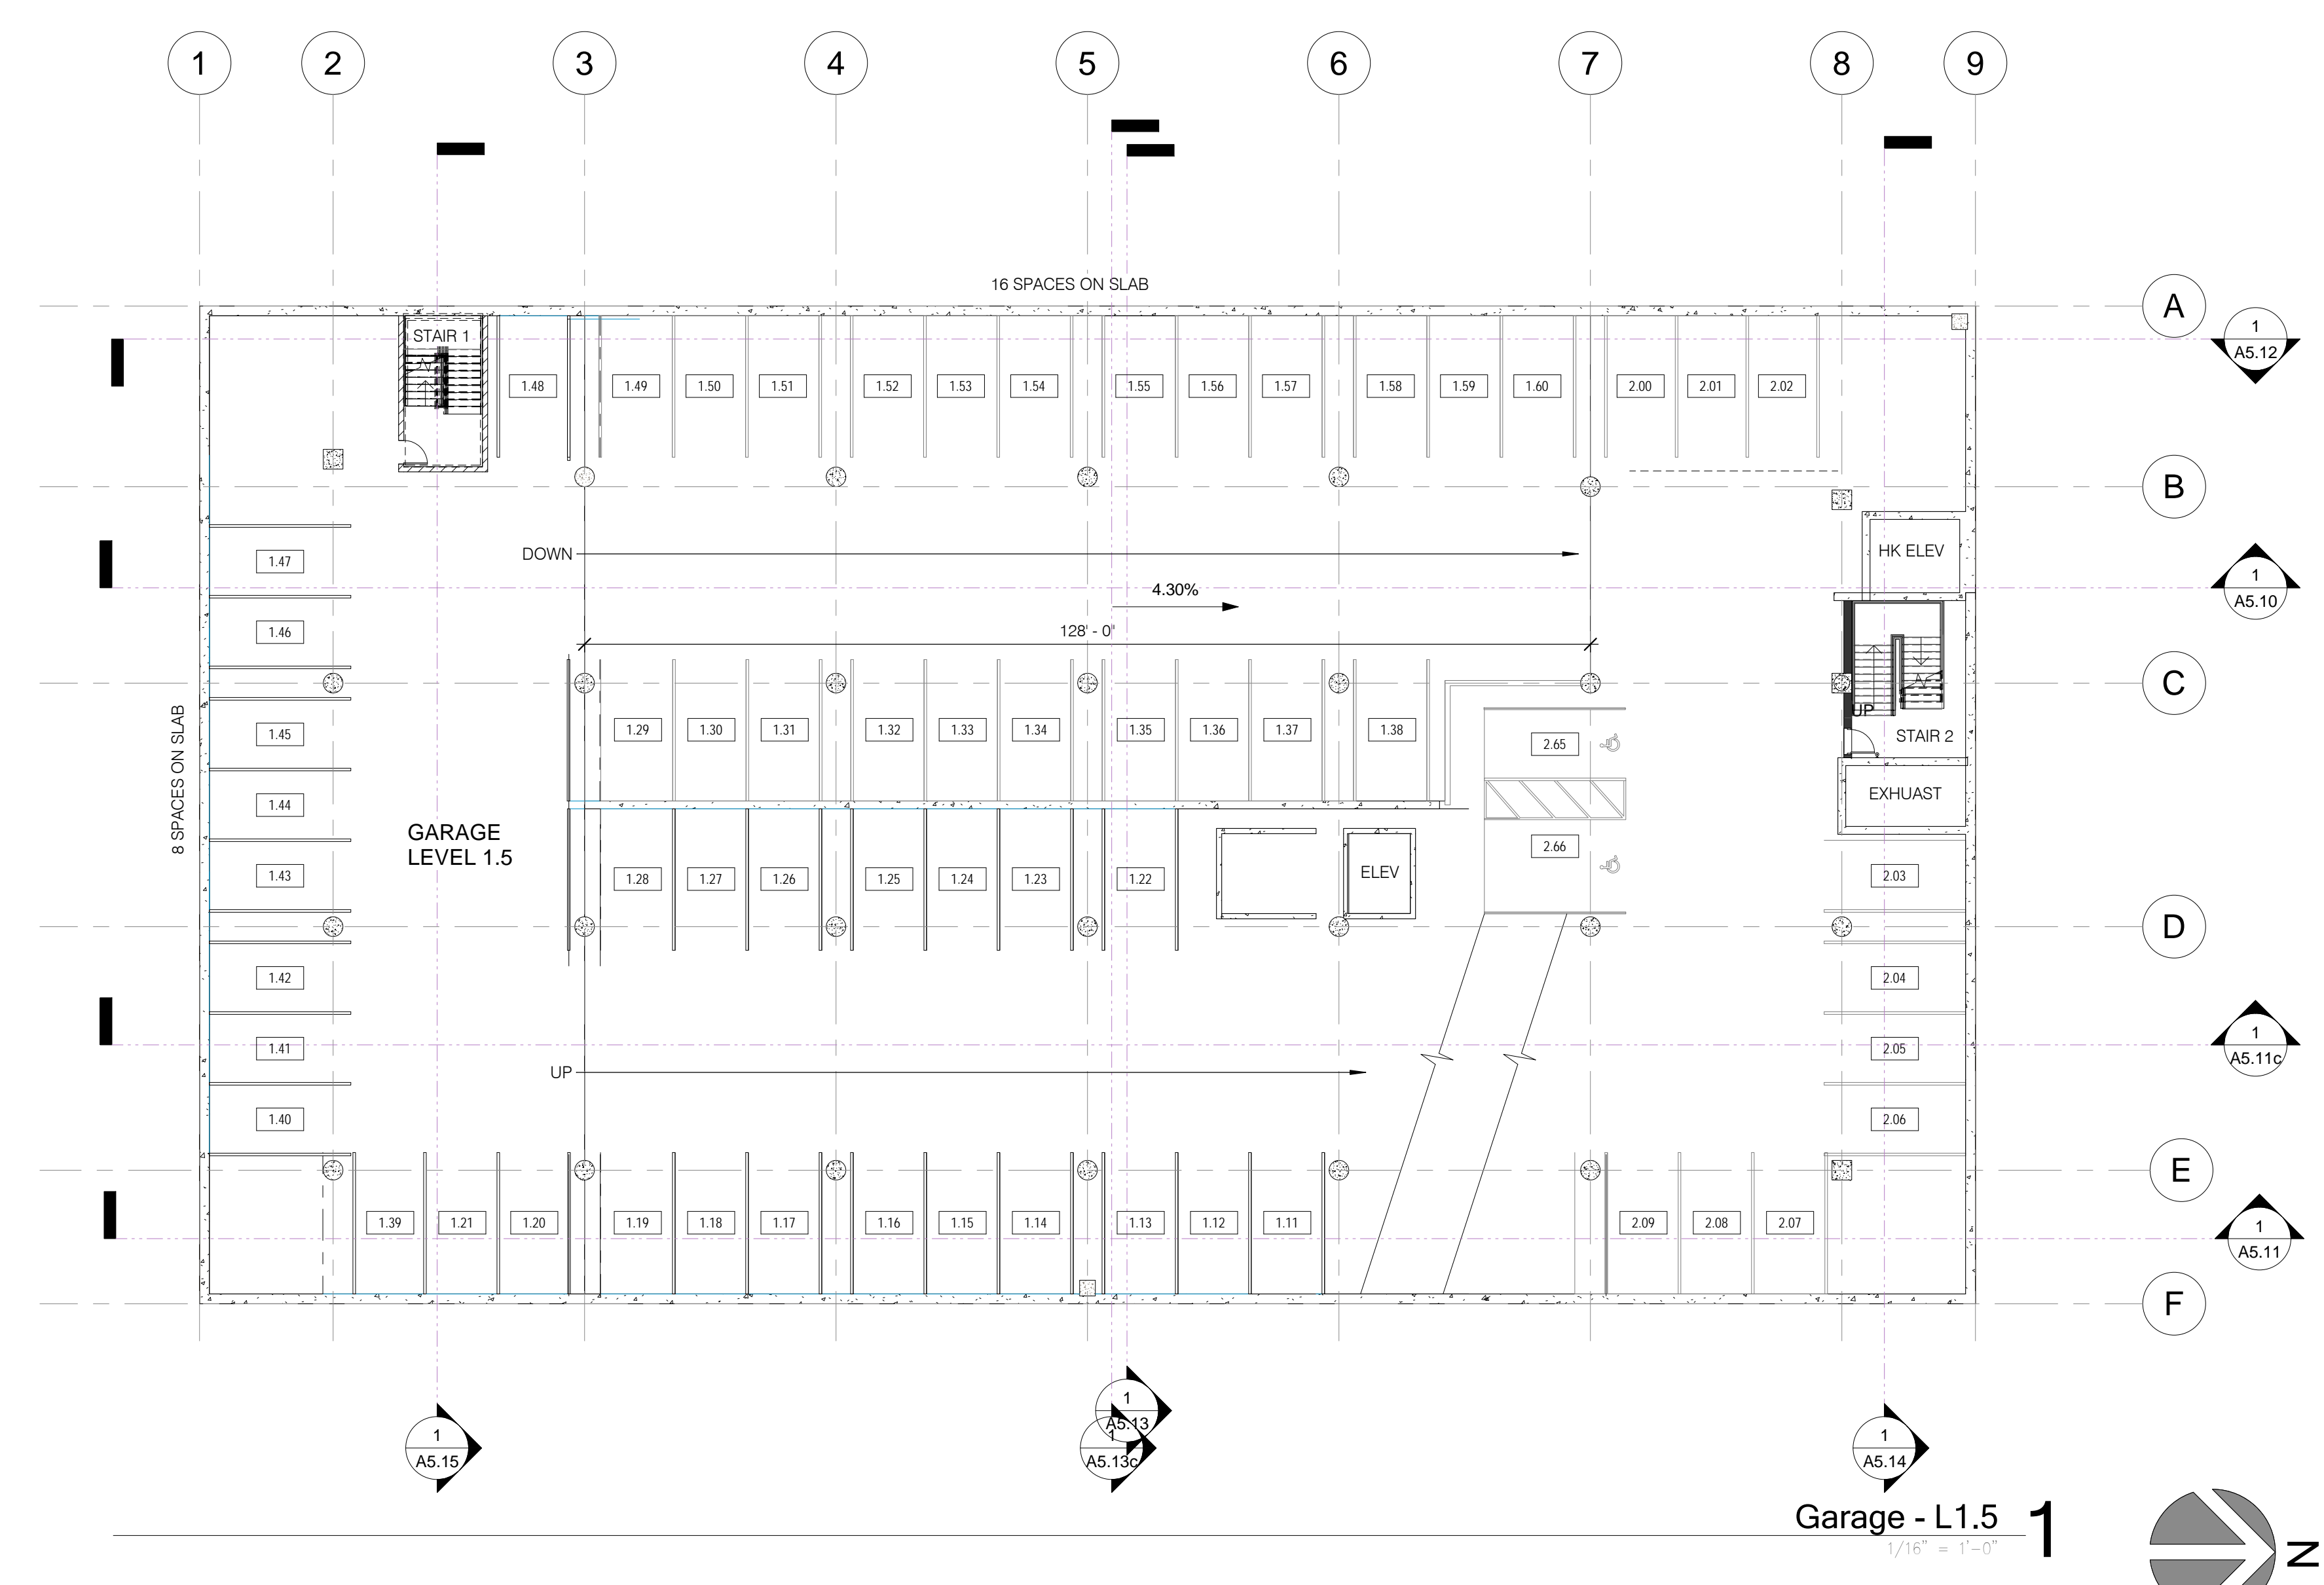 1 2 3 4 5 6 7 8 9
16 SPACES ON SLAB
A
1
A5.12
STAIR 1
1.48 1.49 1.50 1.51 1.52 1.53 1.54 1.55 1.56 1.57 1.58 1.59 1.60 2.00 2.01 2.02
B
DOWN
HK ELEV
1.47
1
A5.10
4.30%
1.46
128' - 0"
C
UP
1.45 1.29 1.30 1.31 1.32 1.33 1.34 1.35 1.36 1.37 1.38
2.65
STAIR 2
8 SPACES ON SLAB
1.44
EXHUAST
GARAGE
LEVEL 1.5
2.66
1.43 1.28 1.27 1.26 1.25 1.24 1.23 1.22
ELEV
2.03
D
1.42
2.04
1
A5.11c
1.41
2.05
UP
1.40
2.06
E
1.39 1.21 1.20 1.19 1.18 1.17 1.16 1.15 1.14 1.13 1.12 1.11 2.09 2.08 2.07
1
A5.11
F
1
A5.13
1
A5.15
1
A5.13c
1
A5.14
Garage - L1.5
1
1/16" = 1'-0"
N